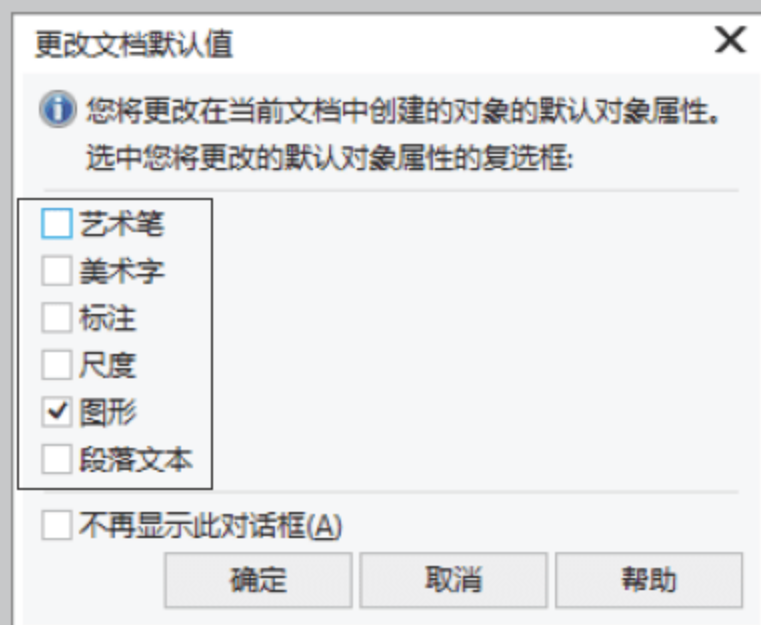 更改文档默认值
您将更改在当前文档中创建的对象的默认对象属性。
选中您将更改的默认对象属性的复选框:
艺术笔
美术字
标注
尺度
图形
段落文本
不再显示此对话框(A)
确定 取消 帮助